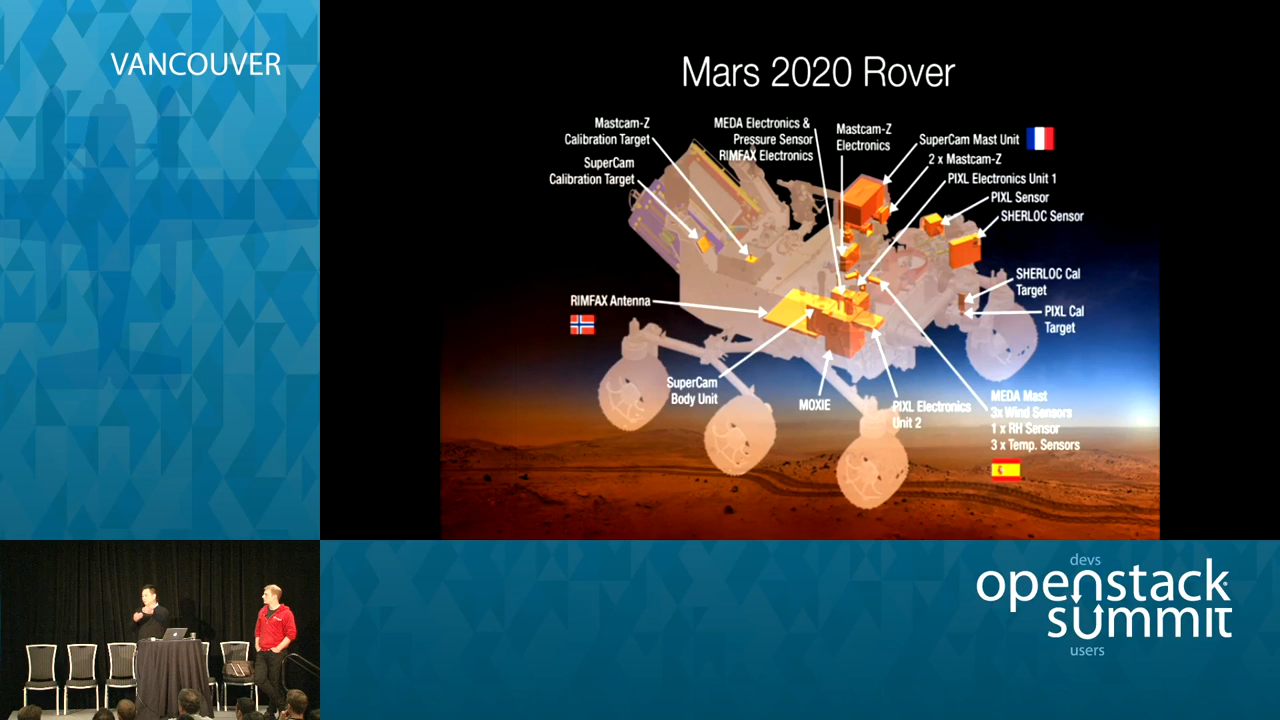 VANCOUVER
Mars 2020 Rover
Mastcam-Z
Calibration Target
SuperCam
Calibration Target
MEDA Electronics &
Pressure Sensor
RIMFAX Electronics
Mastcam-Z
Electronics
SuperCam Mast Unit
2 x Mastcam-Z
PIXL Electronics Unit 1
PIXL Sensor
SHERLOC Sensor
SHERLOC Cal
Target
PIXL Cal
Target
RIMFAX Antenna
SuperCam
Body Unit
MOXIE
PIXL Electronics
Unit 2
MEDA Mast
3x Wind Sensors
1 x RH Sensor
3 x Temp. Sensors
devs
openstack
summit
users